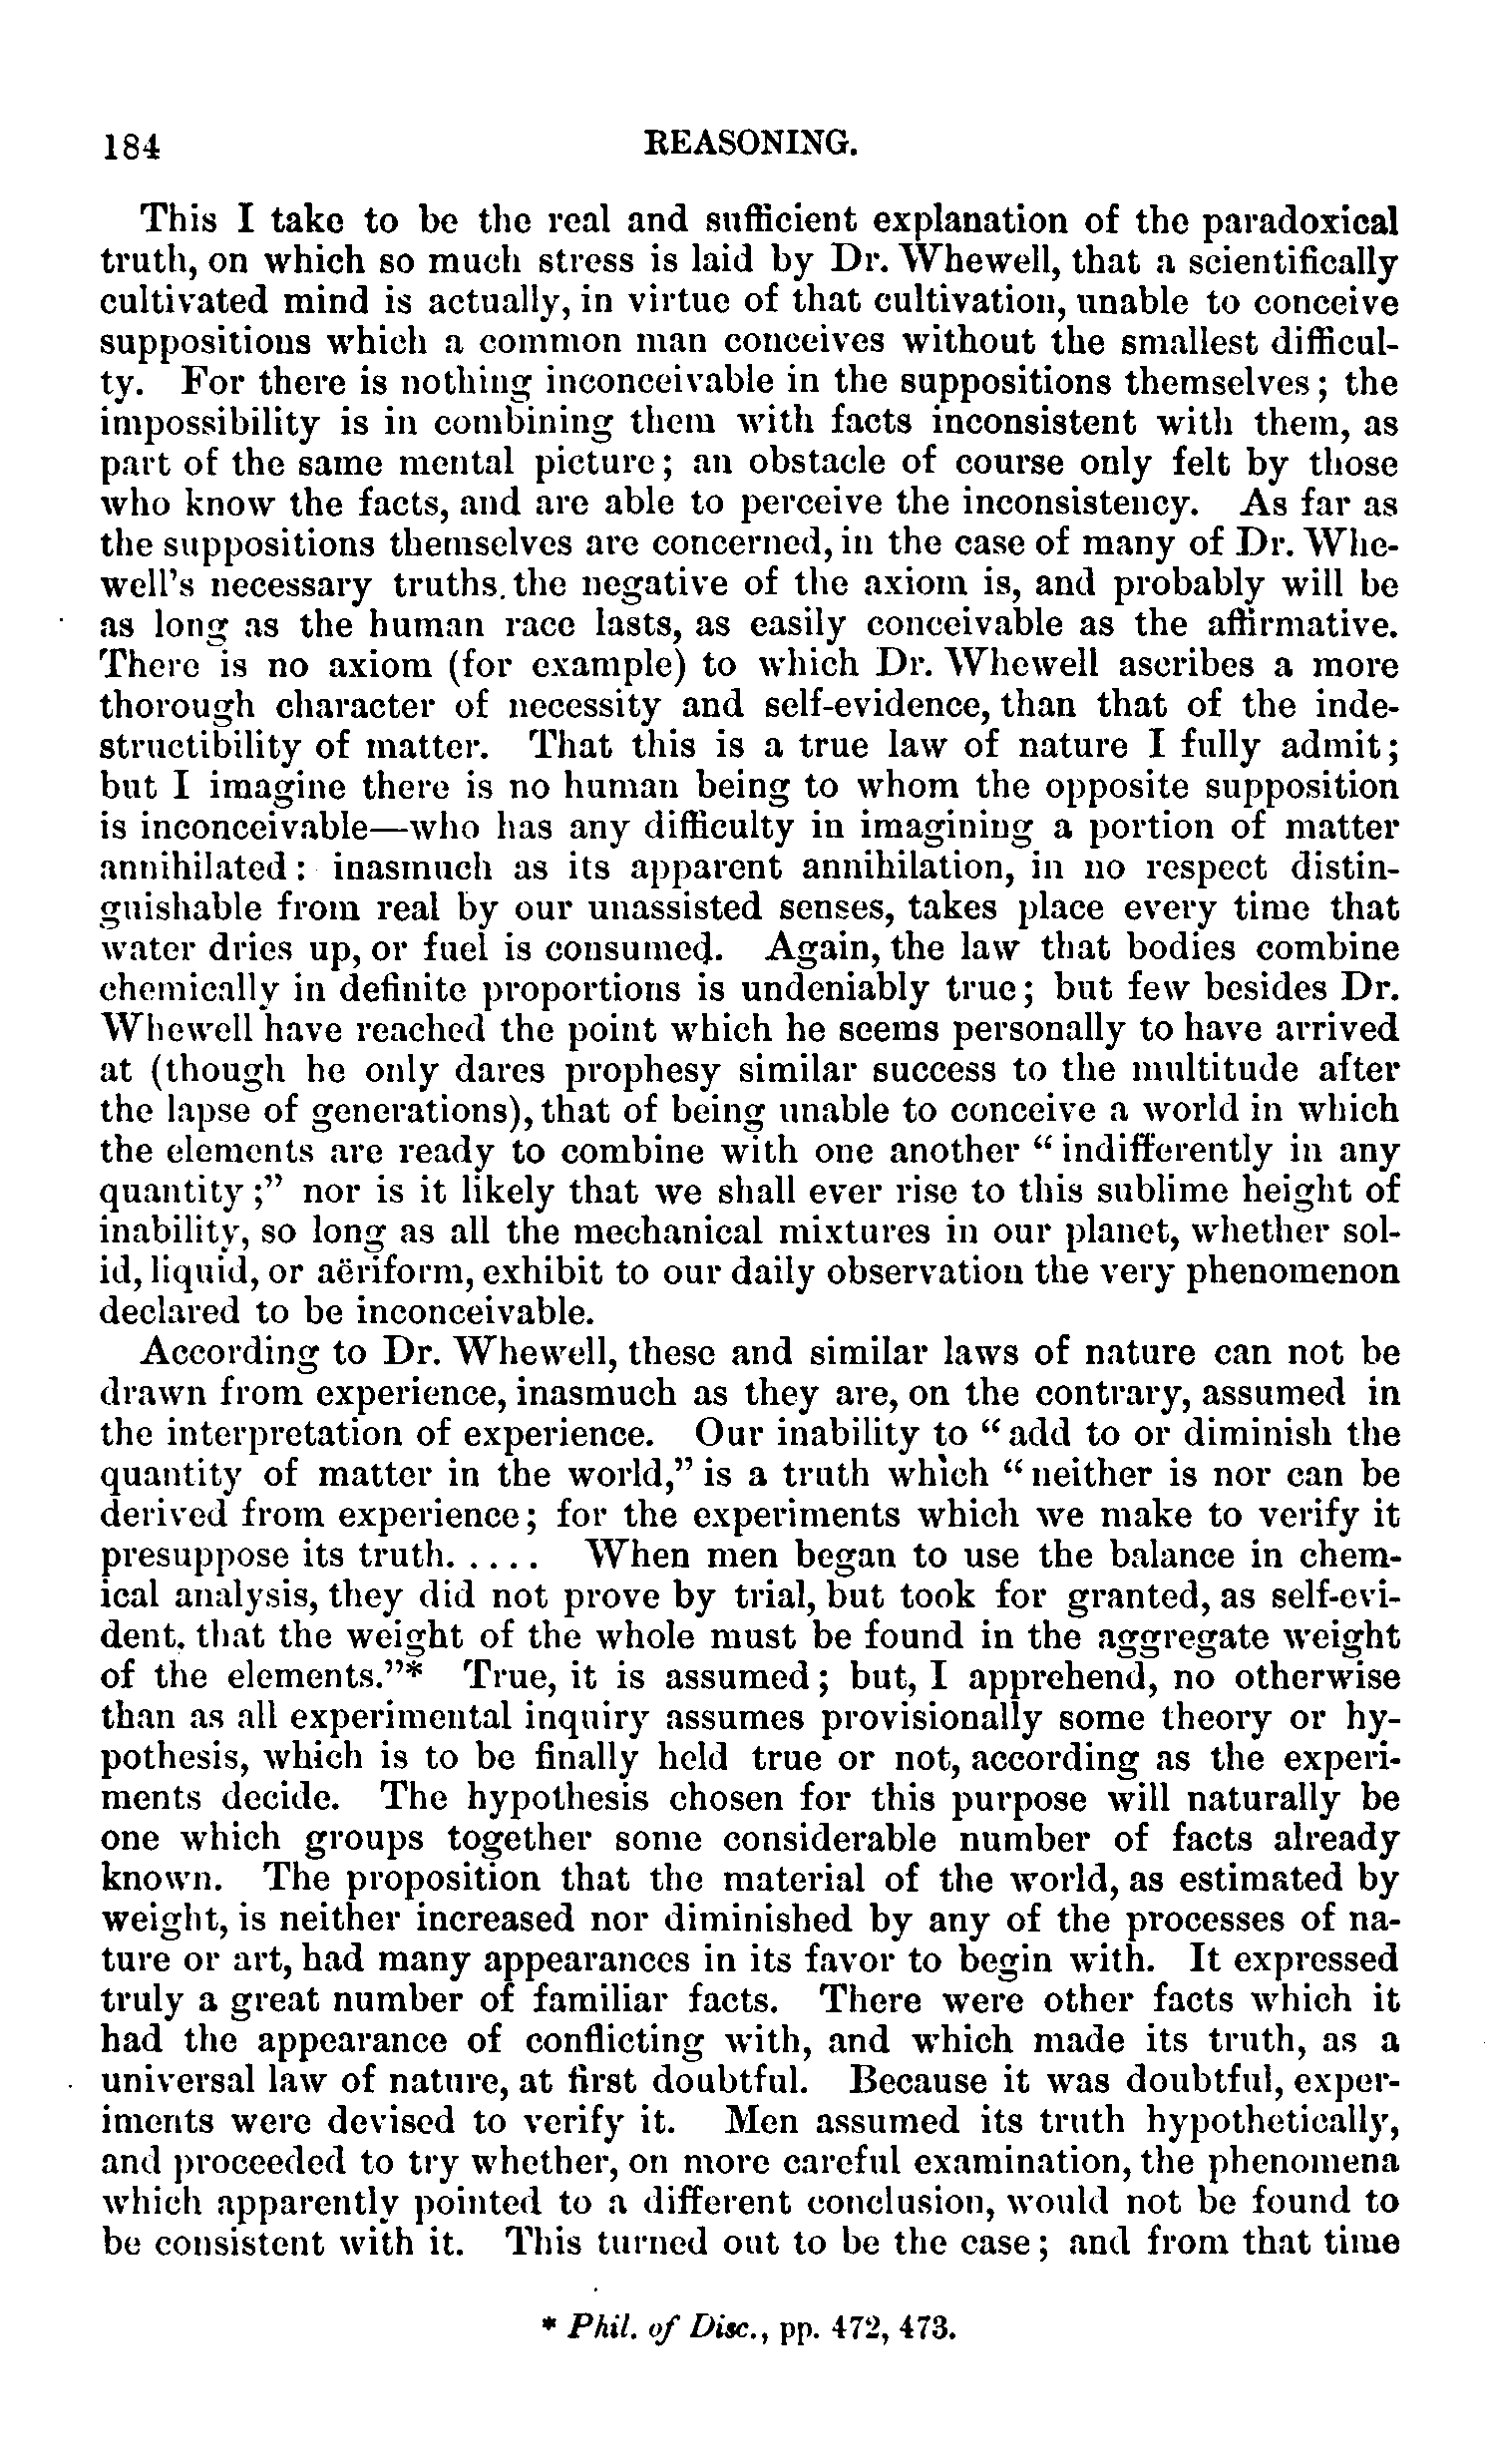 184 REASONING.
This I take to be the real and sufficient explanation of the paradoxical
truth, on which so much stress is laid by Dr. Whewell, that a scientifically
cultivated mind is actually, in virtue of that cultivation, unable to conceive
suppositions which a common man conceives without the smallest difficul-
ty. For there is nothing inconceivable in the suppositions themselves; the
impossibility is in combining them with facts inconsistent with them, as
part of the same mental picture; an obstacle of course only felt by those
who know the facts, and are able to perceive the inconsistency. As far as
the suppositions themselves are concerned, in the case of many of Dr. Whe-
well's necessary truths. the negative of the axiom is, and probably will be
as long as the human race lasts, as easily conceivable as the affirmative.
There is no axiom (for example) to which Dr. Whewell ascribes a more
thorough character of necessity and self-evidence, than that of the inde-
structibility of matter. That this is a true law of nature I fully admit;
but I imagine there is no human being to whom the opposite supposition
is inconceivable—who has any difficulty in imagining a portion of matter
annihilated: inasmuch as its apparent annihilation, in no respect distin-
guishable from real by our unassisted senses, takes place every time that
water dries up, or fuel is consumed. Again, the law that bodies combine
chemically in definite proportions is undeniably true; but few besides Dr.
Whewell have reached the point which he seems personally to have arrived
at (though he only dares prophesy similar success to the multitude after
the lapse of generations), that of being unable to conceive a world in which
the elements are ready to combine with one another "indifferently in any
quantity;" nor is it likely that we shall ever rise to this sublime height of
inability, so long as all the mechanical mixtures in our planet, whether sol-
id, liquid, or aëriform, exhibit to our daily observation the very phenomenon
declared to be inconceivable.
According to Dr. Whewell, these and similar laws of nature can not be
drawn from experience, inasmuch as they are, on the contrary, assumed in
the interpretation of experience. Our inability to "add to or diminish the
quantity of matter in the world," is a truth which "neither is nor can be
derived from experience; for the experiments which we make to verify it
presuppose its truth. .... When men began to use the balance in chem-
ical analysis, they did not prove by trial, but took for granted, as self-evi-
dent. that the weight of the whole must be found in the aggregate weight
of the elements."* True, it is assumed; but, I apprehend, no otherwise
than as all experimental inquiry assumes provisionally some theory or hy-
pothesis, which is to be finally held true or not, according as the experi-
ments decide. The hypothesis chosen for this purpose will naturally be
one which groups together some considerable number of facts already
known. The proposition that the material of the world, as estimated by
weight, is neither increased nor diminished by any of the processes of na-
ture or art, had many appearances in its favor to begin with. It expressed
truly a great number of familiar facts. There were other facts which it
had the appearance of conflicting with, and which made its truth, as a
universal law of nature, at first doubtful. Because it was doubtful, exper-
iments were devised to verify it. Men assumed its truth hypothetically,
and proceeded to try whether, on more careful examination, the phenomena
which apparently pointed to a different conclusion, would not be found to
be consistent with it. This turned out to be the case; and from that time
* Phil. of Disc., pp. 472, 473.